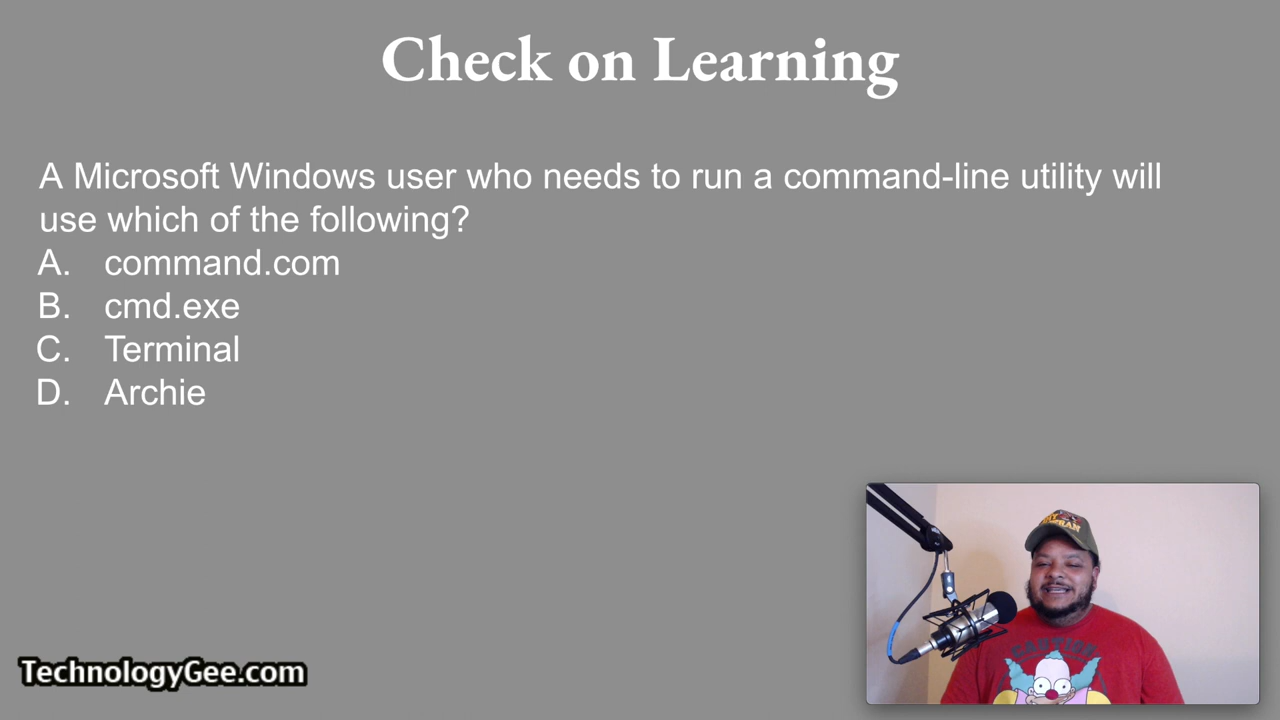 Check on Learning
A Microsoft Windows user who needs to run a command-line utility will
use which of the following?
A. command.com
B. cmd.exe
C. Terminal
D. Archie
CAUTION
TechnologyGee.com